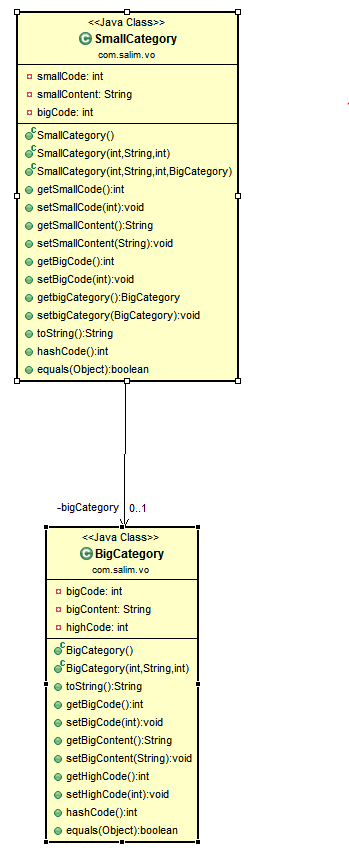 <<Java Class>>
SmallCategory
com.salim.vo
smallCode: int
smallContent: String
bigCode: int
SmallCategory()
SmallCategory(int,String,int)
SmallCategory(int,String,int,BigCategory)
getSmallCode():int
setSmallCode(int):void
getSmallContent():String
setSmallContent(String):void
getBigCode():int
setBigCode(int):void
getbigCategory():BigCategory
setbigCategory(BigCategory):void
toString():String
hashCode():int
equals(Object):boolean
-bigCategory 0..1
<<Java Class>>
BigCategory
com.salim.vo
bigCode: int
bigContent: String
highCode: int
BigCategory()
BigCategory(int,String,int)
toString():String
getBigCode():int
setBigCode(int):void
getBigContent():String
setBigContent(String):void
getHighCode():int
setHighCode(int):void
hashCode():int
equals(Object):boolean